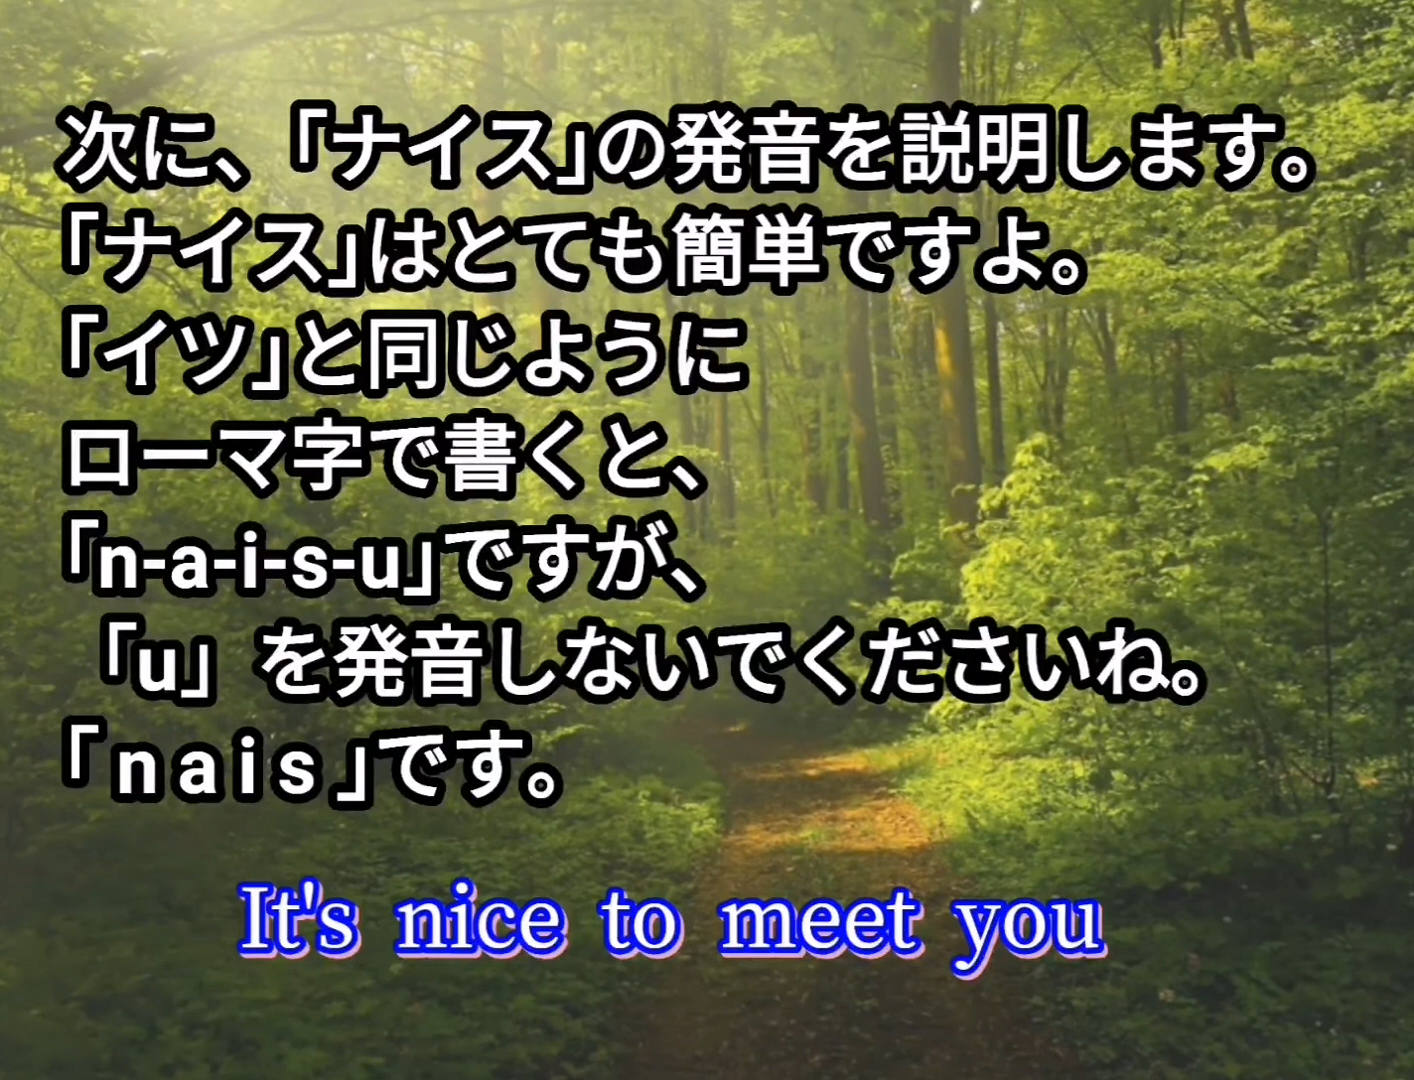 次に、「ナイス」の発音を説明します。
「ナイス」はとても簡単ですよ。
「イツ」と同じように
ローマ字で書くと、
「n-a-i-s-u」ですが、
「u」を発音しないでくださいね。
「 n a i s 」です。
It's nice to meet you